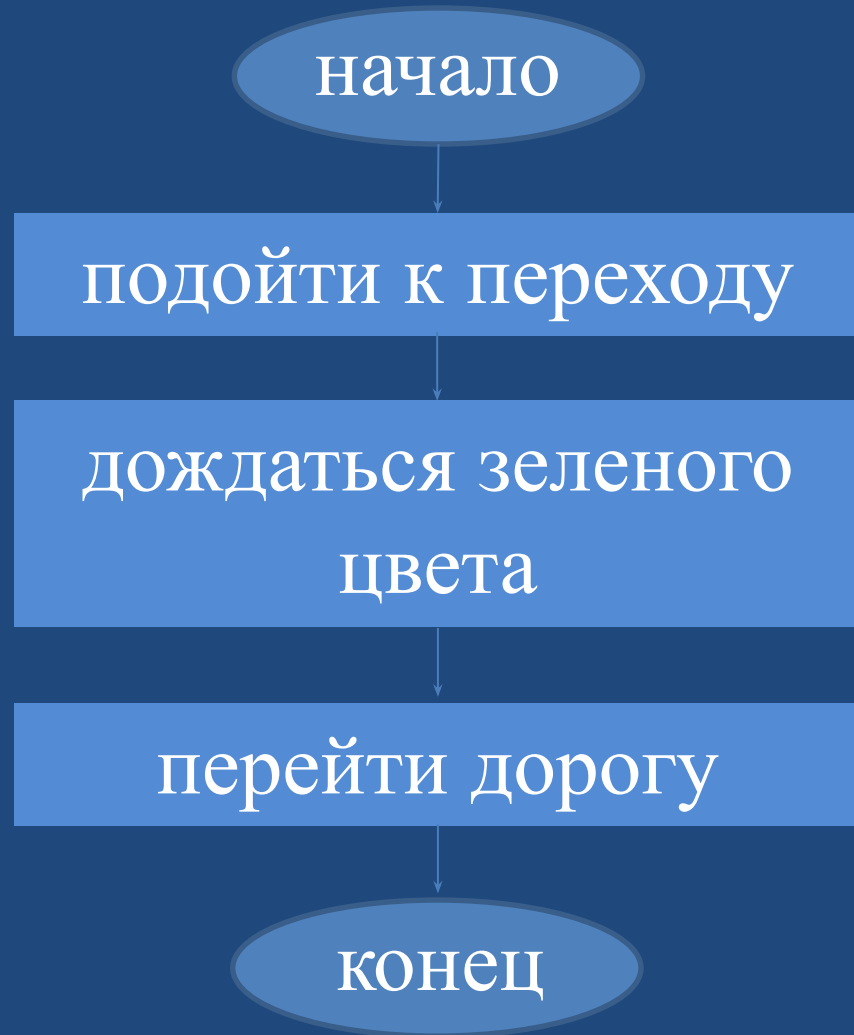 начало
подойти к переходу
дождаться зеленого
цвета
перейти дорогу
конец